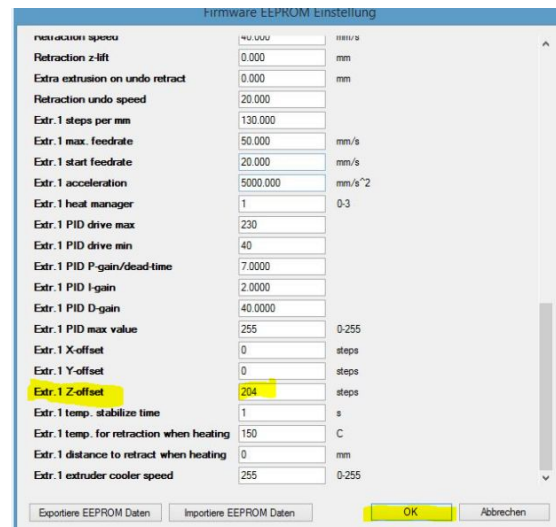 Firmware EEPROM Einstellung
Retraction speed 40.000 mm/s
Retraction z-lift 0.000 mm
Extra extrusion on undo retract 0.000 mm
Retraction undo speed 20.000
Extr.1 steps per mm 130.000
Extr.1 max. feedrate 50.000 mm/s
Extr.1 start feedrate 20.000 mm/s
Extr.1 acceleration 5000.000 mm/s^2
Extr.1 heat manager 1 0-3
Extr.1 PID drive max 230
Extr.1 PID drive min 40
Extr.1 PID P-gain/dead-time 7.0000
Extr.1 PID I-gain 2.0000
Extr.1 PID D-gain 40.0000
Extr.1 PID max value 255 0-255
Extr.1 X-offset 0 steps
Extr.1 Y-offset 0 steps
Extr.1 Z-offset 204 steps
Extr.1 temp. stabilize time 1 s
Extr.1 temp. for retraction when heating 150 C
Extr.1 distance to retract when heating 0 mm
Extr.1 extruder cooler speed 255 0-255
Exportiere EEPROM Daten Importiere EEPROM Daten OK Abbrechen